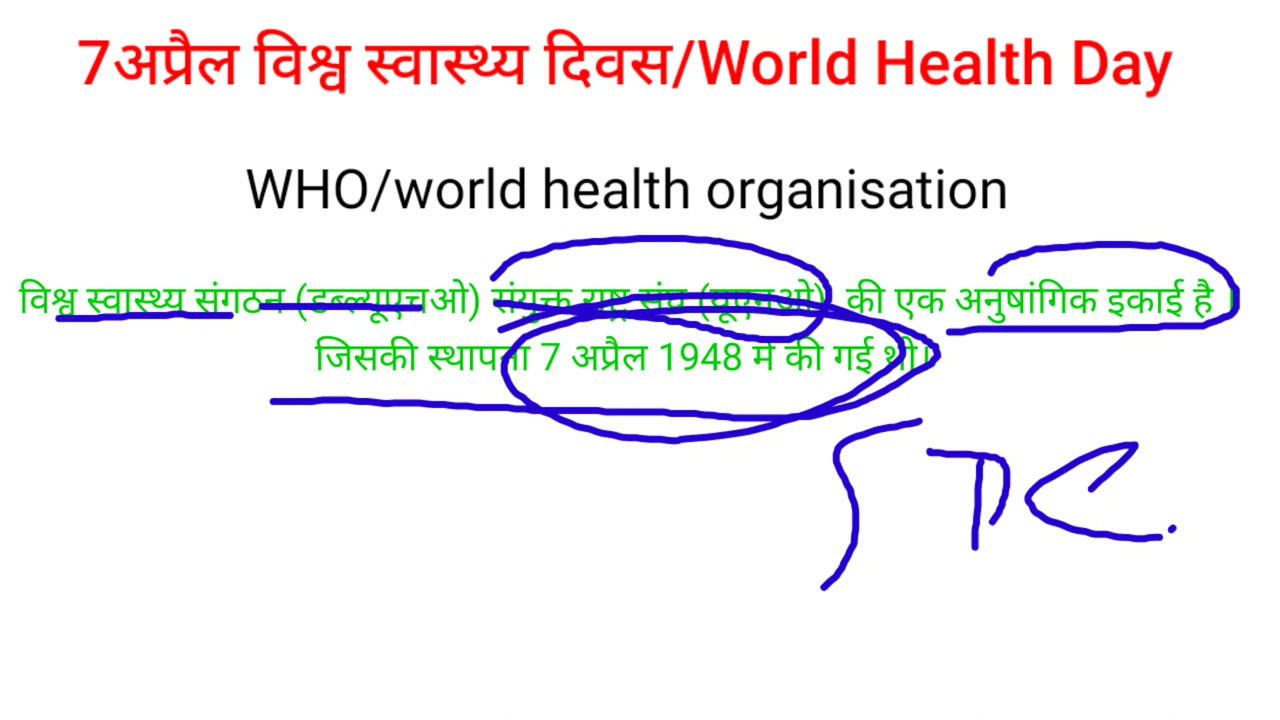 7अप्रैल विश्व स्वास्थ्य दिवस/World Health Day
WHO/world health organisation
विश्व स्वास्थ्य संगठन (डब्ल्यूएचओ) संयुक्त राष्ट्र संघ (यूएनओ) की एक अनुषांगिक इकाई है ।
जिसकी स्थापना 7 अप्रैल 1948 में की गई थी।